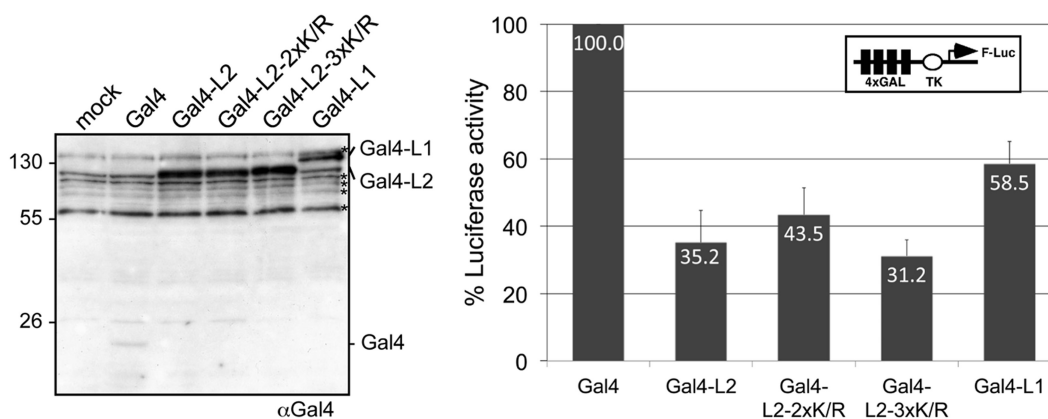 mock
Gal4
Gal4-L2
Gal4-L2-2xK/R
Gal4-L2-3xK/R
Gal4-L1
130
55
26
*
*
*
*
*
Gal4-L1
Gal4-L2
Gal4
αGal4
% Luciferase activity
100
80
60
40
20
0
100.0
35.2
43.5
31.2
58.5
4xGAL
TK
F-Luc
Gal4
Gal4-L2
Gal4-
L2-2xK/R
Gal4-
L2-3xK/R
Gal4-L1